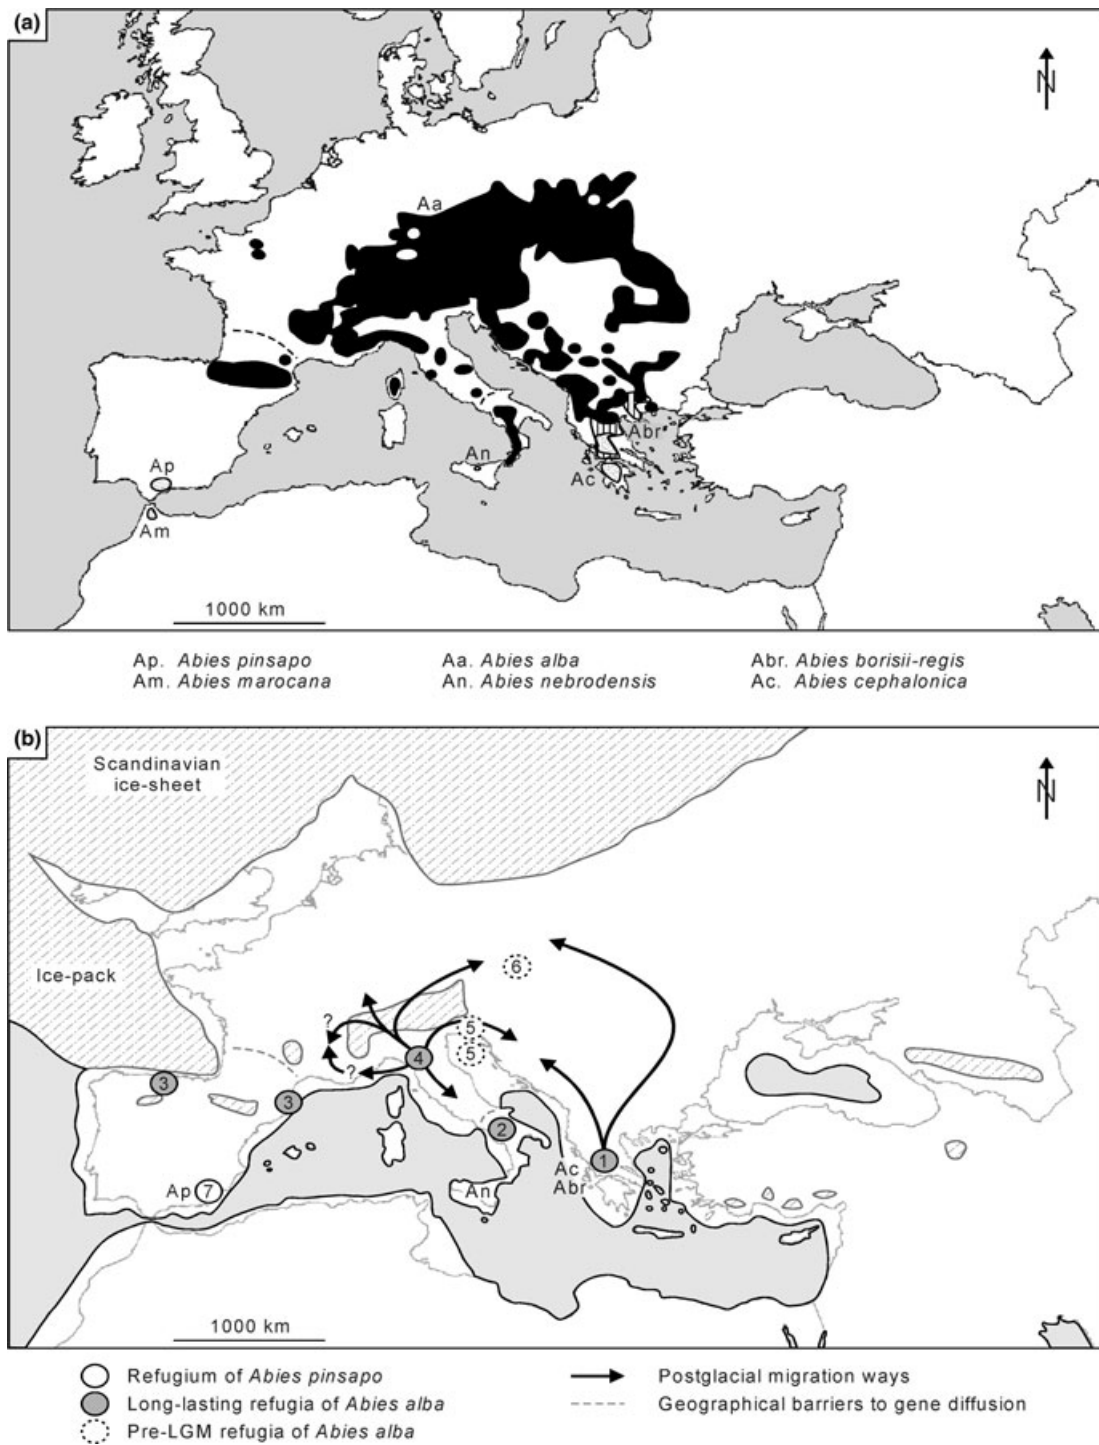 (a)
N
Aa
Ap
An
Abr
Ac
Am
1000 km
Ap. Abies pinsapo
Aa. Abies alba
Abr. Abies borisii-regis
Am. Abies marocana
An. Abies nebrodensis
Ac. Abies cephalonica
(b)
Scandinavian
ice-sheet
N
Ice-pack
6
?
5
4
5
?
3
3
2
1
Ac
Ap 7
An
Abr
1000 km
Refugium of Abies pinsapo
Postglacial migration ways
Long-lasting refugia of Abies alba
Geographical barriers to gene diffusion
Pre-LGM refugia of Abies alba